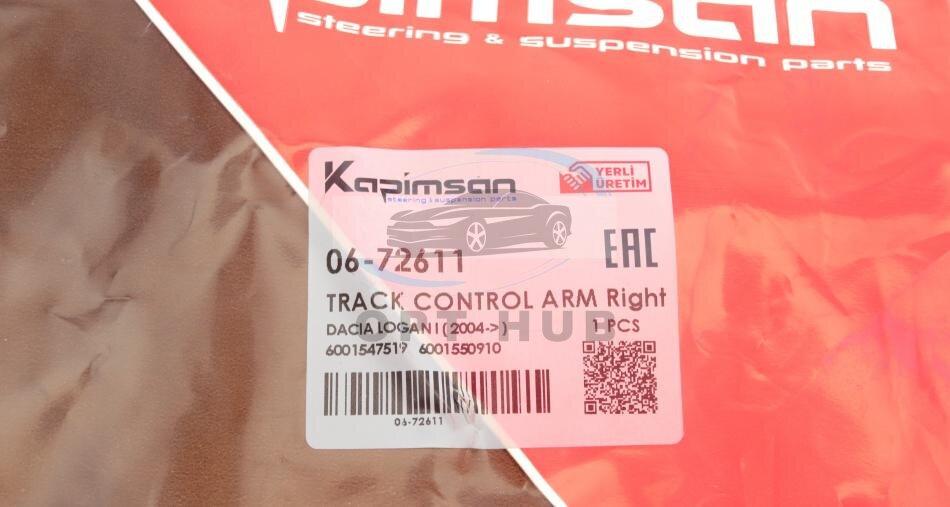 Kapimsan
steering & suspension parts
Kapimsan
steering & suspension parts
YERLİ
ÜRETİM
06-72611
EAC
TRACK CONTROL ARM Right
DACIA LOGAN I ( 2004-> )
1 PCS
OPT HUB
6001547519 6001550910
06-72611